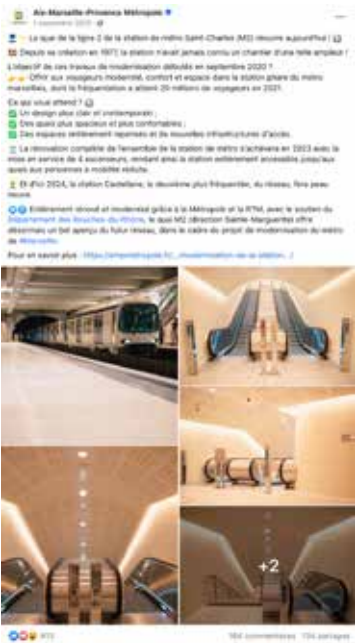 Aix-Marseille-Provence Métropole
1 septembre 2022
Le quai de la ligne 2 de la station de métro Saint-Charles (M2) rouvre aujourd'hui !
Depuis sa création en 1977, la station n'avait jamais connu un chantier d'une telle ampleur !
L'objectif de ces travaux de modernisation débutés en septembre 2020 ?
👉👉 Offrir aux voyageurs modernité, confort et espace dans la station phare du métro
marseillais, dont la fréquentation a atteint 20 millions de voyageurs en 2021.
Ce qui vous attend ?
✅ Un design plus clair et contemporain ;
✅ Des quais plus spacieux et plus confortables ;
✅ Des espaces entièrement repensés et de nouvelles infrastructures d'accès.
La rénovation complète de l'ensemble de la station de métro s'achèvera en 2023 avec la
mise en service de 4 ascenseurs, rendant ainsi la station entièrement accessible jusqu'aux
quais aux personnes à mobilité réduite.
Et d'ici 2024, la station Castellane, la deuxième plus fréquentée, du réseau, fera peau
neuve.
Entièrement rénové et modernisé grâce à la Métropole et la RTM, avec le soutien du
Département des Bouches-du-Rhône, le quai M2 (direction Sainte-Marguerite) offre
désormais un bel aperçu du futur réseau, dans le cadre du projet de modernisation du métro
de #Marseille.
Pour en savoir plus :
+2
commentaires partages